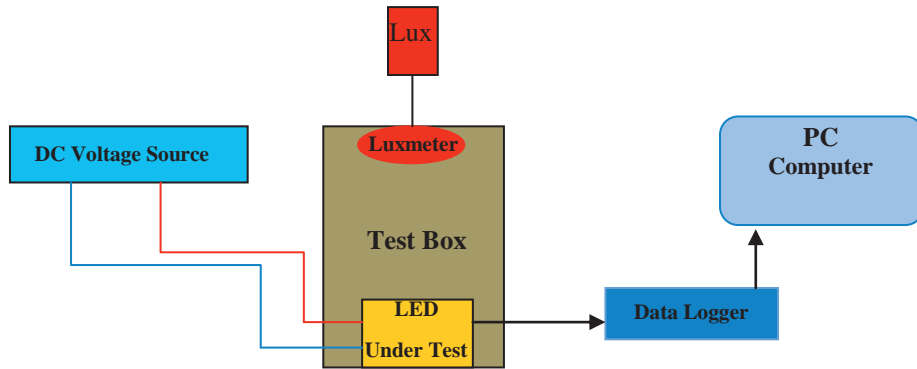 Lux
DC Voltage Source
Luxmeter
PC
Computer
Test Box
LED
Under Test
Data Logger